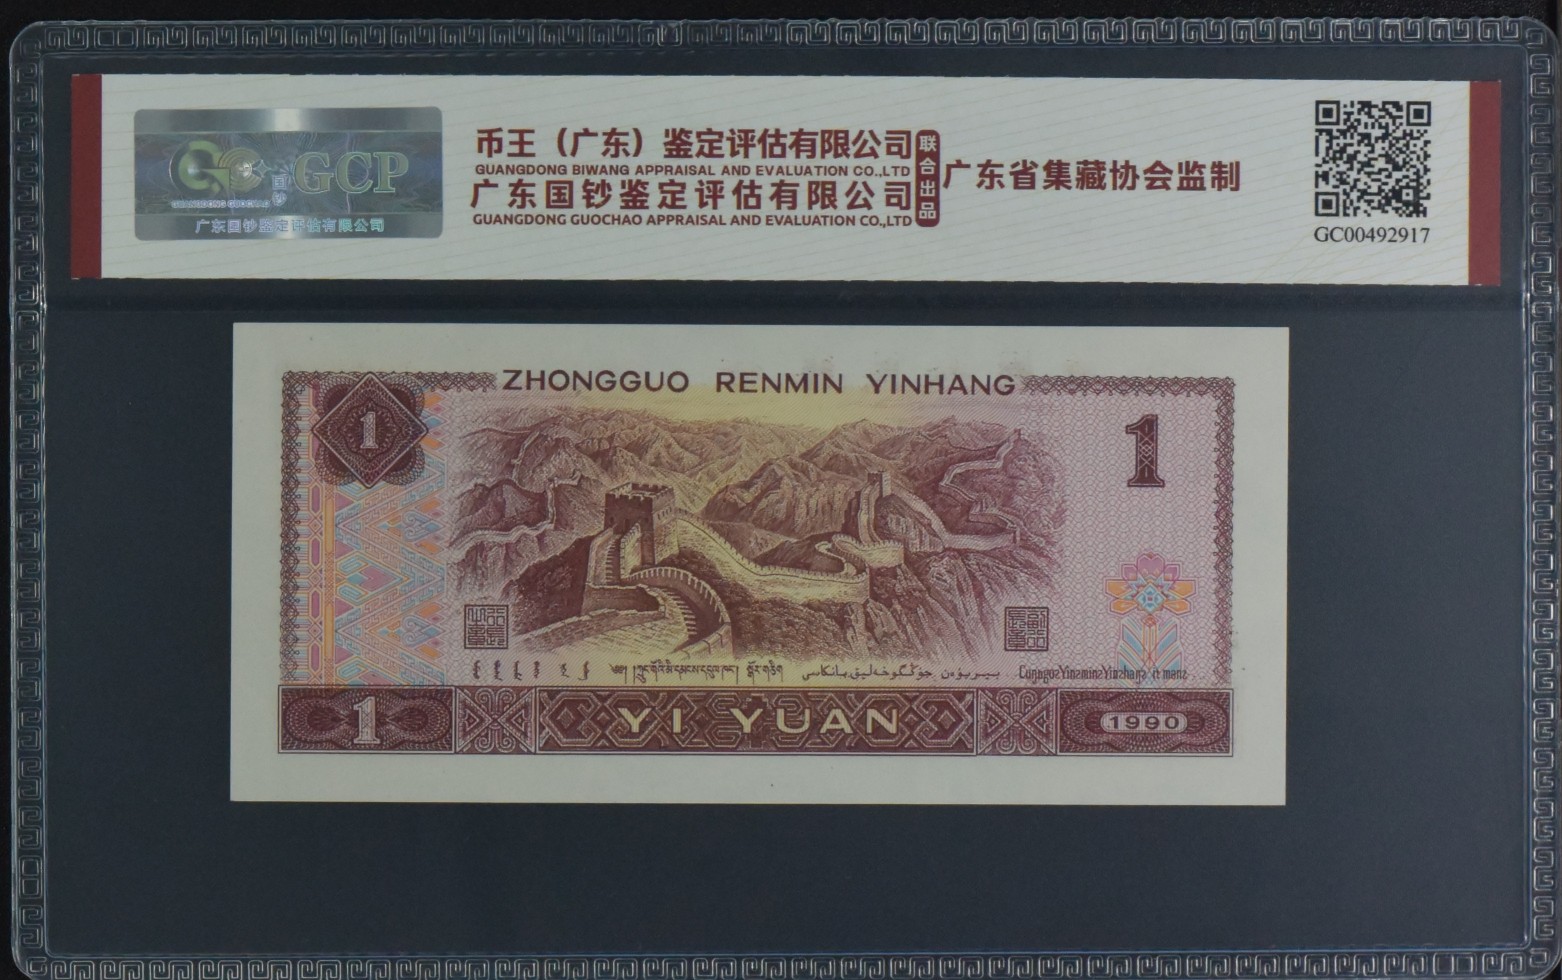 GCP
GUANGDONG GUOCHAO
广东国钞鉴定评估有限公司
币王（广东）鉴定评估有限公司
GUANGDONG BIWANG APPRAISAL AND EVALUATION CO.,LTD
广东国钞鉴定评估有限公司
GUANGDONG GUOCHAO APPRAISAL AND EVALUATION CO.,LTD
联合出品
广东省集藏协会监制
GC00492917
ZHONGGUO RENMIN YINHANG
1
1
1
YI YUAN
1990